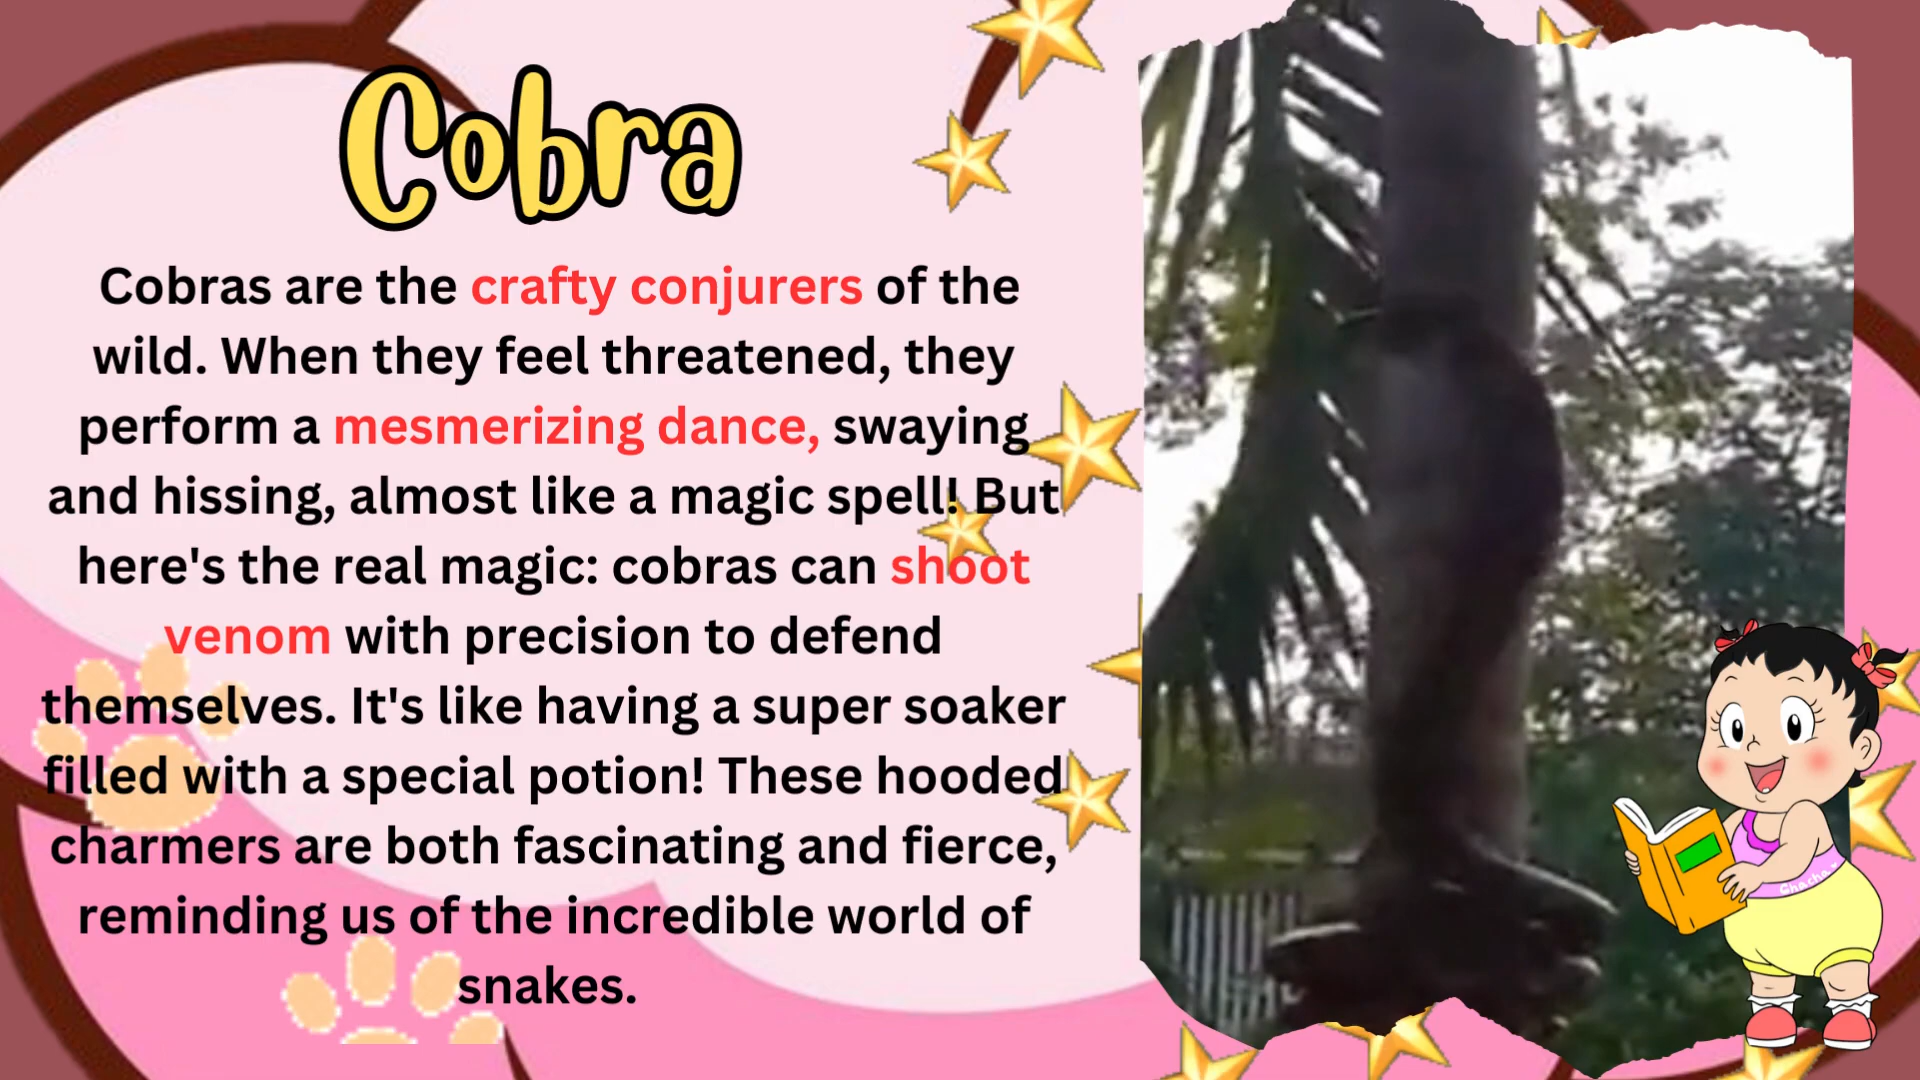 Cobra
Cobras are the crafty conjurers of the
wild. When they feel threatened, they
perform a mesmerizing dance, swaying
and hissing, almost like a magic spell! But
here's the real magic: cobras can shoot
venom with precision to defend
themselves. It's like having a super soaker
filled with a special potion! These hooded
charmers are both fascinating and fierce,
reminding us of the incredible world of
snakes.
Chacha